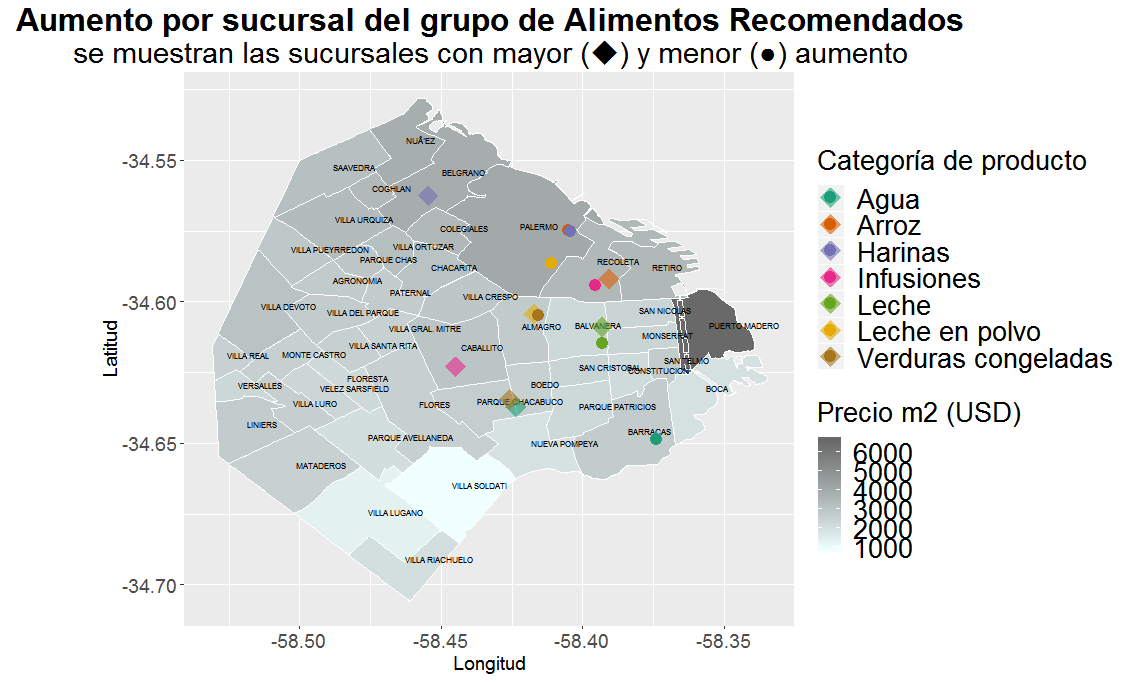 Aumento por sucursal del grupo de Alimentos Recomendados
se muestran las sucursales con mayor (◆) y menor (●) aumento
Latitud
-34.55
-34.60
-34.65
-34.70
NUÃ'EZ
SAAVEDRA
BELGRANO
COGHLAN
VILLA URQUIZA
COLEGIALES
PALERMO
VILLA PUEYRREDON
VILLA ORTUZAR
PARQUE CHAS
CHACARITA
RECOLETA
RETIRO
AGRONOMIA
PATERNAL
VILLA CRESPO
VILLA DEVOTO
VILLA DEL PARQUE
SAN NICOLAS
VILLA GRAL. MITRE
ALMAGRO
BALVANERA
PUERTO MADERO
MONSERRAT
VILLA SANTA RITA
CABALLITO
VILLA REAL
MONTE CASTRO
SAN TELMO
SAN CRISTOBAL
CONSTITUCION
FLORESTA
VERSALLES
VELEZ SARSFIELD
BOEDO
BOCA
VILLA LURO
FLORES
PARQUE CHACABUCO
PARQUE PATRICIOS
LINIERS
BARRACAS
PARQUE AVELLANEDA
NUEVA POMPEYA
MATADEROS
VILLA SOLDATI
VILLA LUGANO
VILLA RIACHUELO
-58.50
-58.45
-58.40
-58.35
Longitud
Categoría de producto
Agua
Arroz
Harinas
Infusiones
Leche
Leche en polvo
Verduras congeladas
Precio m2 (USD)
6000
5000
4000
3000
2000
1000